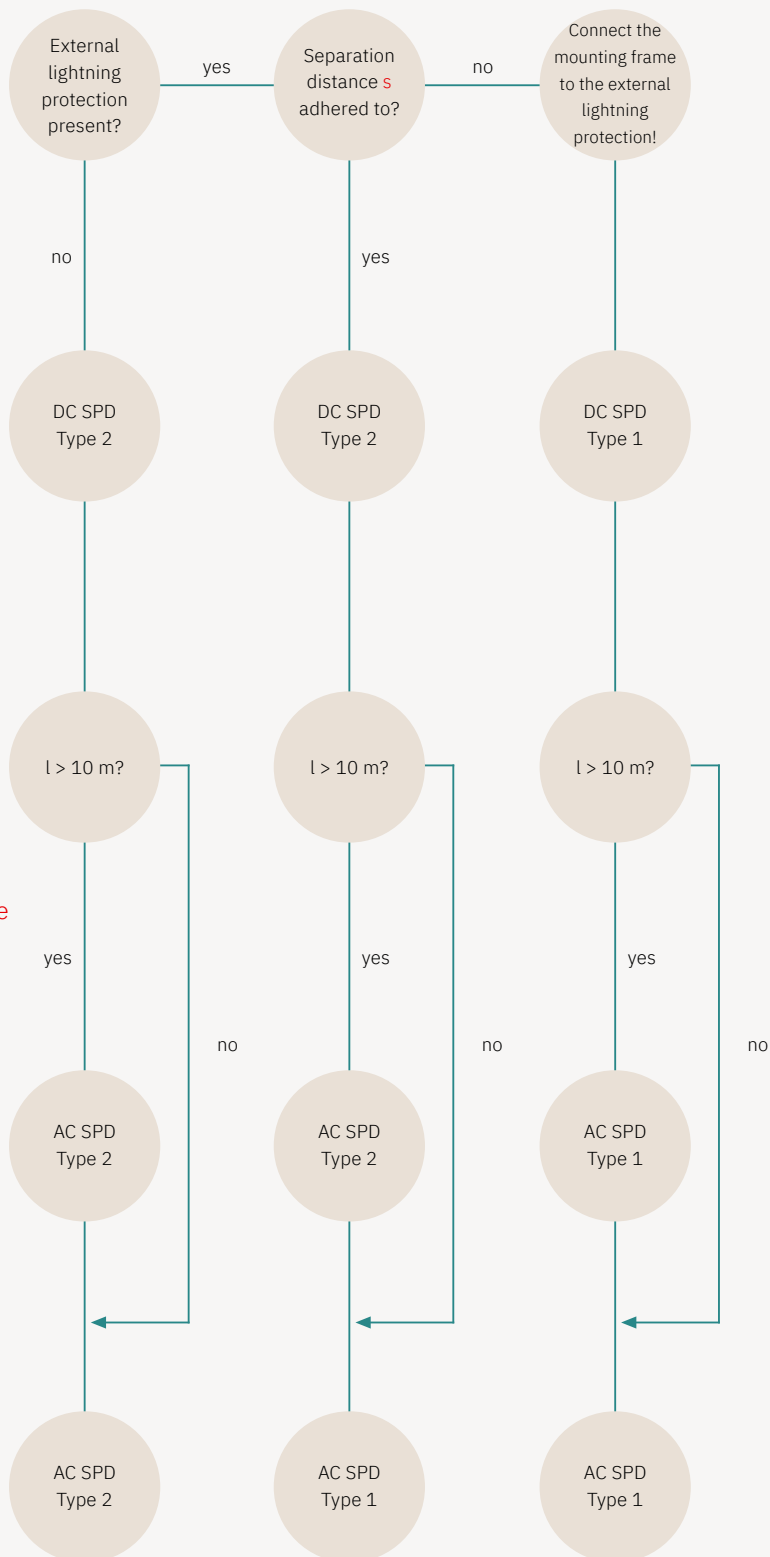 External
lightning
protection
present?
yes
Separation
distance s
adhered to?
no
Connect the
mounting frame
to the external
lightning
protection!
no
yes
DC SPD
Type 2
DC SPD
Type 2
DC SPD
Type 1
l > 10 m?
l > 10 m?
l > 10 m?
e
yes
yes
yes
no
no
no
AC SPD
Type 2
AC SPD
Type 2
AC SPD
Type 1
AC SPD
Type 2
AC SPD
Type 1
AC SPD
Type 1